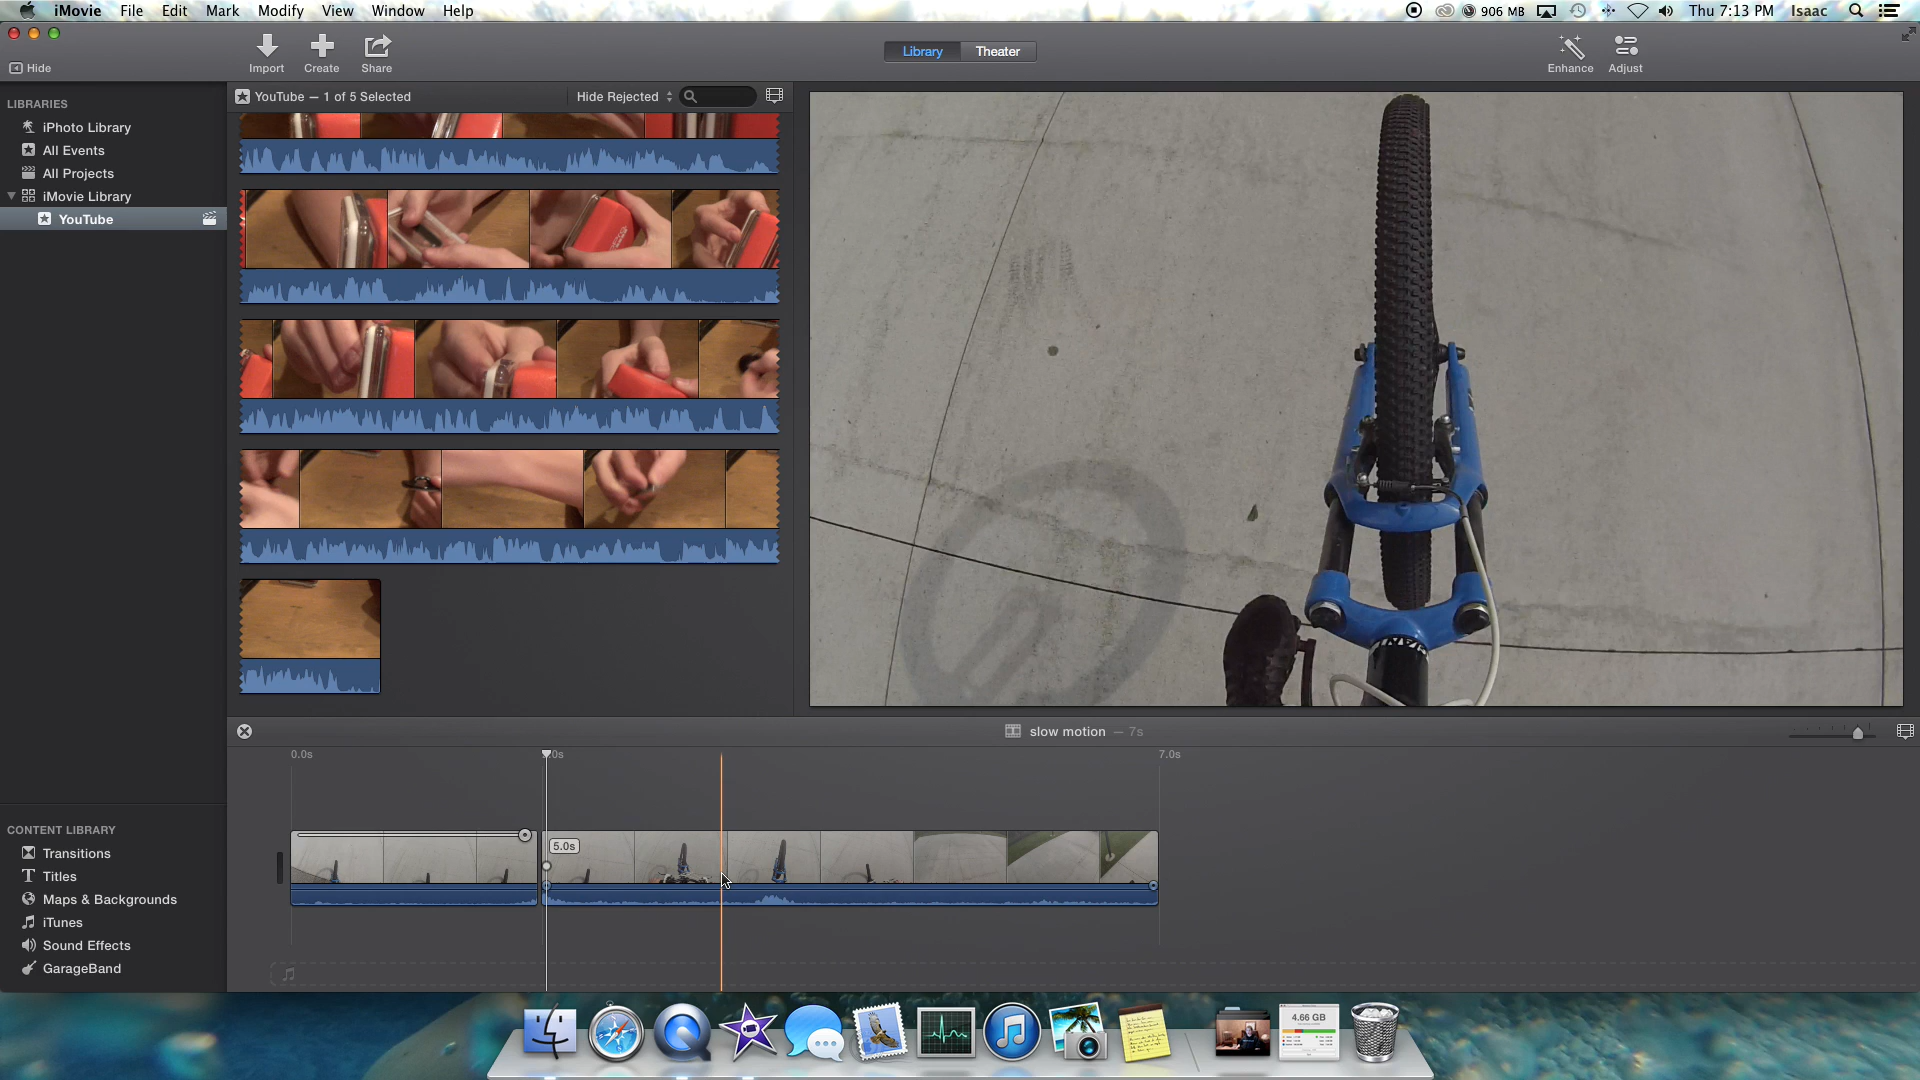 iMovie File Edit Mark Modify View Window Help
906 MB Thu 7:13 PM Isaac
Hide
Import Create Share
Library Theater
Enhance Adjust
LIBRARIES
iPhoto Library
All Events
All Projects
iMovie Library
YouTube
YouTube — 1 of 5 Selected
Hide Rejected
slow motion — 7s
0.0s
7.0s
5.0s
CONTENT LIBRARY
Transitions
Titles
Maps & Backgrounds
iTunes
Sound Effects
GarageBand
4.66 GB